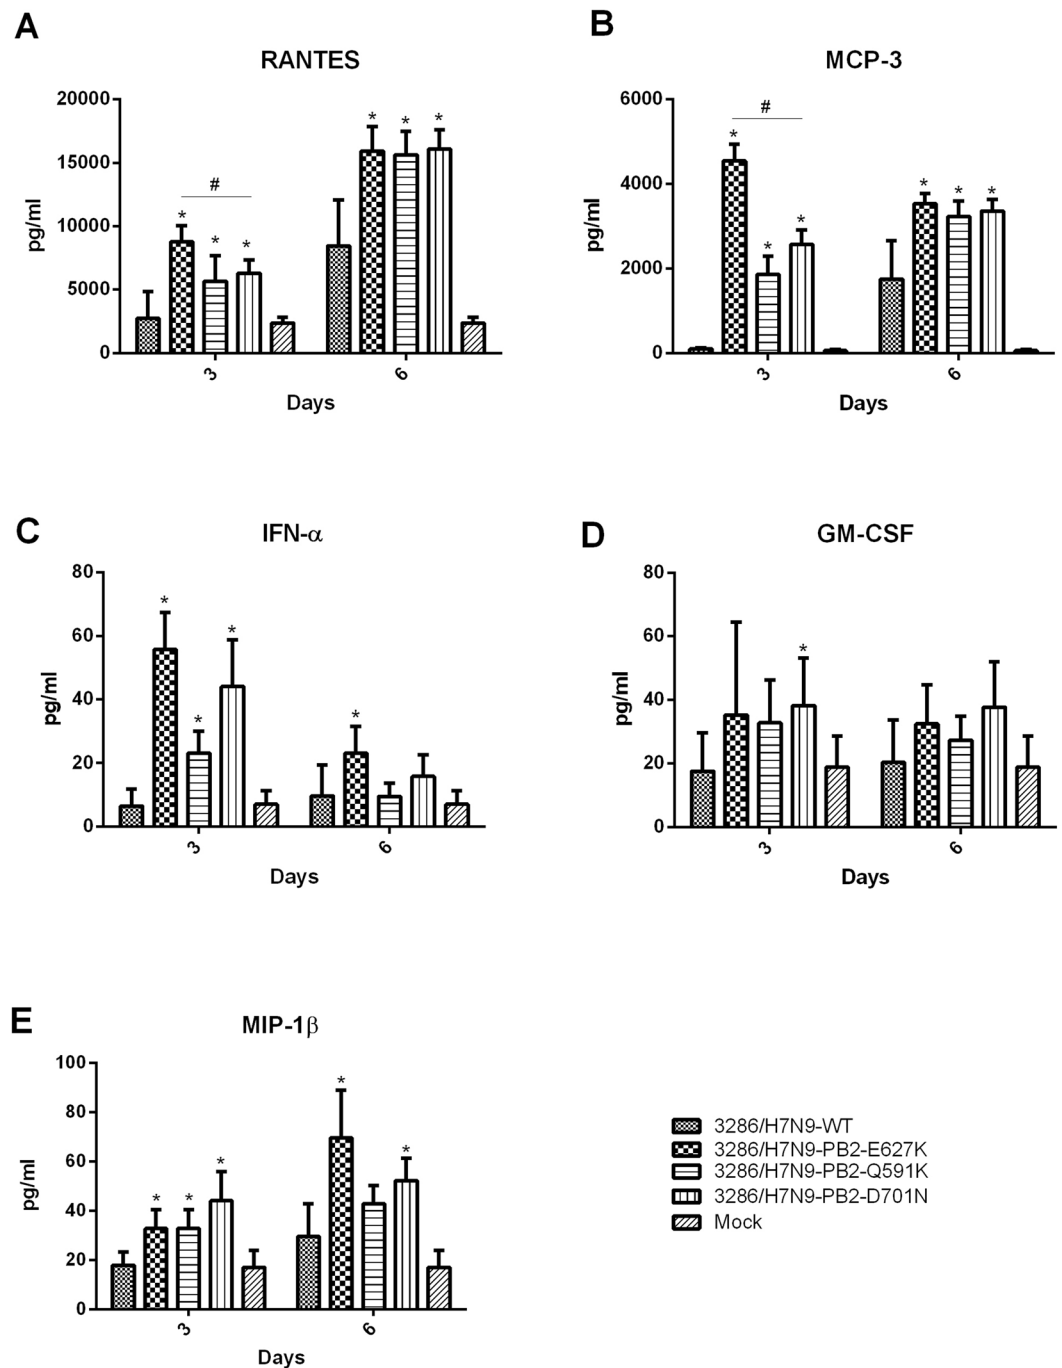 A
RANTES
20000
15000
10000
5000
0
pg/ml
*
*
*
#
*
*
*
3
6
Days
B
MCP-3
6000
4000
2000
0
pg/ml
*
*
*
#
*
*
*
3
6
Days
C
IFN-α
80
60
40
20
0
pg/ml
*
*
*
*
3
6
Days
D
GM-CSF
80
60
40
20
0
pg/ml
*
3
6
Days
E
MIP-1β
100
80
60
40
20
0
pg/ml
*
*
*
*
*
3
6
Days
3286/H7N9-WT
3286/H7N9-PB2-E627K
3286/H7N9-PB2-Q591K
3286/H7N9-PB2-D701N
Mock